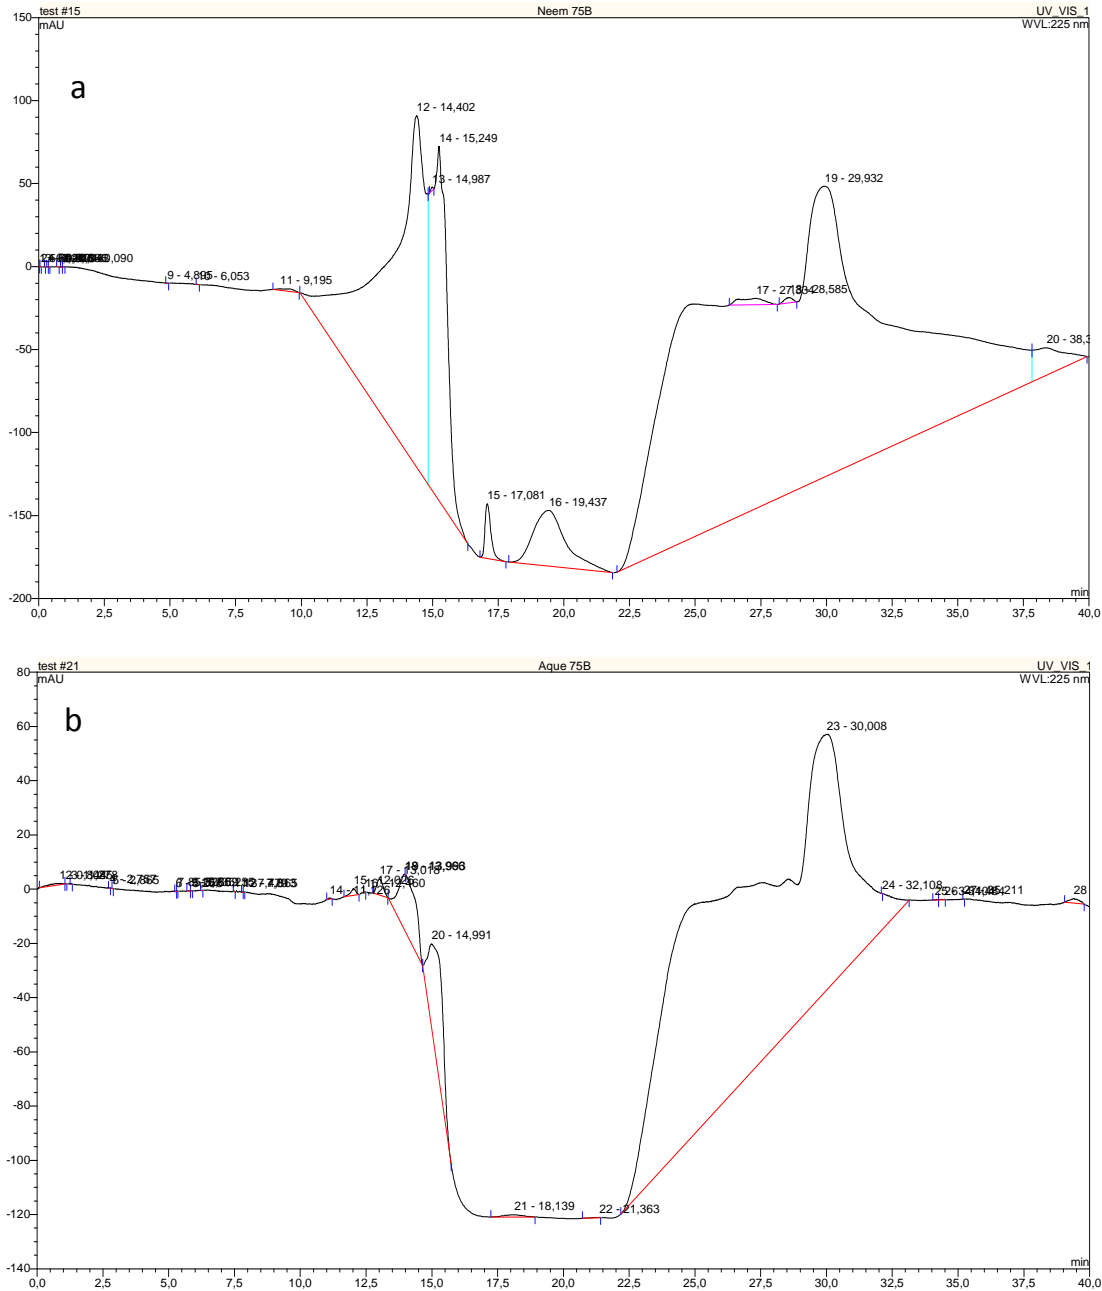 test #15 Neem 75B UV_VIS_1
mAU WVL:225 nm
a
150
100
50
0
-50
-100
-150
-200
9 - 4,895
6,053
11 - 9,195
12 - 14,402
14 - 15,249
13 - 14,987
15 - 17,081
16 - 19,437
17 - 27,334
18 - 28,585
19 - 29,932
20 - 38,3
0,0 2,5 5,0 7,5 10,0 12,5 15,0 17,5 20,0 22,5 25,0 27,5 30,0 32,5 35,0 37,5 40,0
min
test #21 Aque 75B UV_VIS_1
mAU WVL:225 nm
b
80
60
40
20
0
-20
-40
-60
-80
-100
-120
-140
17 - 13,018
20 - 14,991
21 - 18,139
22 - 21,363
23 - 30,008
24 - 32,108
28
0,0 2,5 5,0 7,5 10,0 12,5 15,0 17,5 20,0 22,5 25,0 27,5 30,0 32,5 35,0 37,5 40,0
min